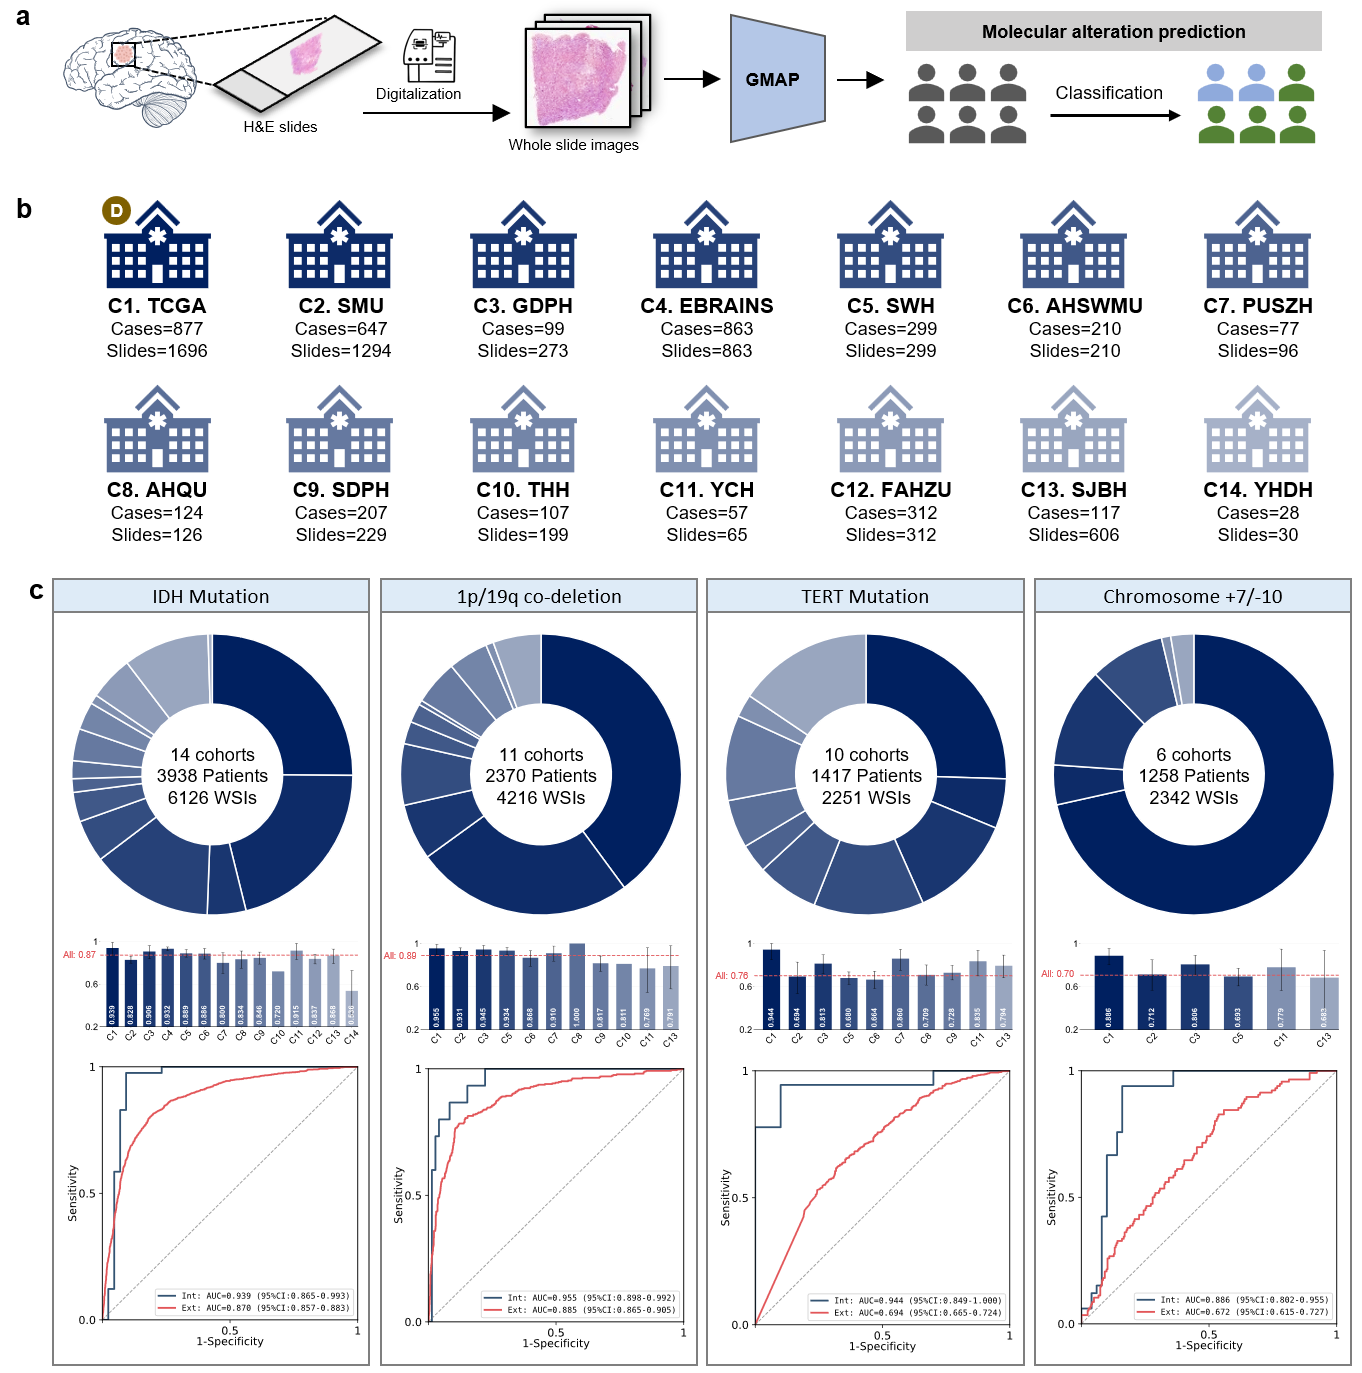 a
H&E slides
Digitalization
Whole slide images
GMAP
Molecular alteration prediction
Classification
b
D
C1. TCGA
Cases=877
Slides=1696
C2. SMU
Cases=647
Slides=1294
C3. GDPH
Cases=99
Slides=273
C4. EBRAINS
Cases=863
Slides=863
C5. SWH
Cases=299
Slides=299
C6. AHSWMU
Cases=210
Slides=210
C7. PUSZH
Cases=77
Slides=96
C8. AHQU
Cases=124
Slides=126
C9. SDPH
Cases=207
Slides=229
C10. THH
Cases=107
Slides=199
C11. YCH
Cases=57
Slides=65
C12. FAHZU
Cases=312
Slides=312
C13. SJBH
Cases=117
Slides=606
C14. YHDH
Cases=28
Slides=30
c
IDH Mutation
14 cohorts
3938 Patients
6126 WSIs
1
All: 0.87
0.6
0.2
0.939 0.828 0.906 0.932 0.889 0.886 0.800 0.834 0.846 0.720 0.915 0.837 0.868
C1 C2 C3 C4 C5 C6 C7 C8 C9 C10 C11 C12 C13 C14
1
Sensitivity
0.5
0.0
Int: AUC=0.939 (95%CI:0.865-0.993)
Ext: AUC=0.870 (95%CI:0.857-0.883)
0.5
1
1-Specificity
1p/19q co-deletion
11 cohorts
2370 Patients
4216 WSIs
1
All: 0.89
0.6
0.2
0.955 0.931 0.945 0.934 0.868 0.910 1.000 0.817 0.811 0.769 0.791
C1 C2 C3 C5 C6 C7 C8 C9 C10 C11 C13
1
Sensitivity
0.5
0.0
Int: AUC=0.955 (95%CI:0.898-0.992)
Ext: AUC=0.885 (95%CI:0.865-0.905)
0.5
1
1-Specificity
TERT Mutation
10 cohorts
1417 Patients
2251 WSIs
1
All: 0.76
0.6
0.2
0.944 0.694 0.813 0.680 0.664 0.860 0.709 0.728 0.835 0.794
C1 C2 C3 C5 C6 C7 C8 C9 C11 C13
1
Sensitivity
0.5
0.0
Int: AUC=0.944 (95%CI:0.849-1.000)
Ext: AUC=0.694 (95%CI:0.665-0.724)
0.5
1
1-Specificity
Chromosome +7/-10
6 cohorts
1258 Patients
2342 WSIs
1
All: 0.70
0.6
0.2
0.886 0.712 0.806 0.693 0.779 0.683
C1 C2 C3 C5 C11 C13
1
Sensitivity
0.5
0.0
Int: AUC=0.886 (95%CI:0.802-0.955)
Ext: AUC=0.672 (95%CI:0.615-0.727)
0.5
1
1-Specificity